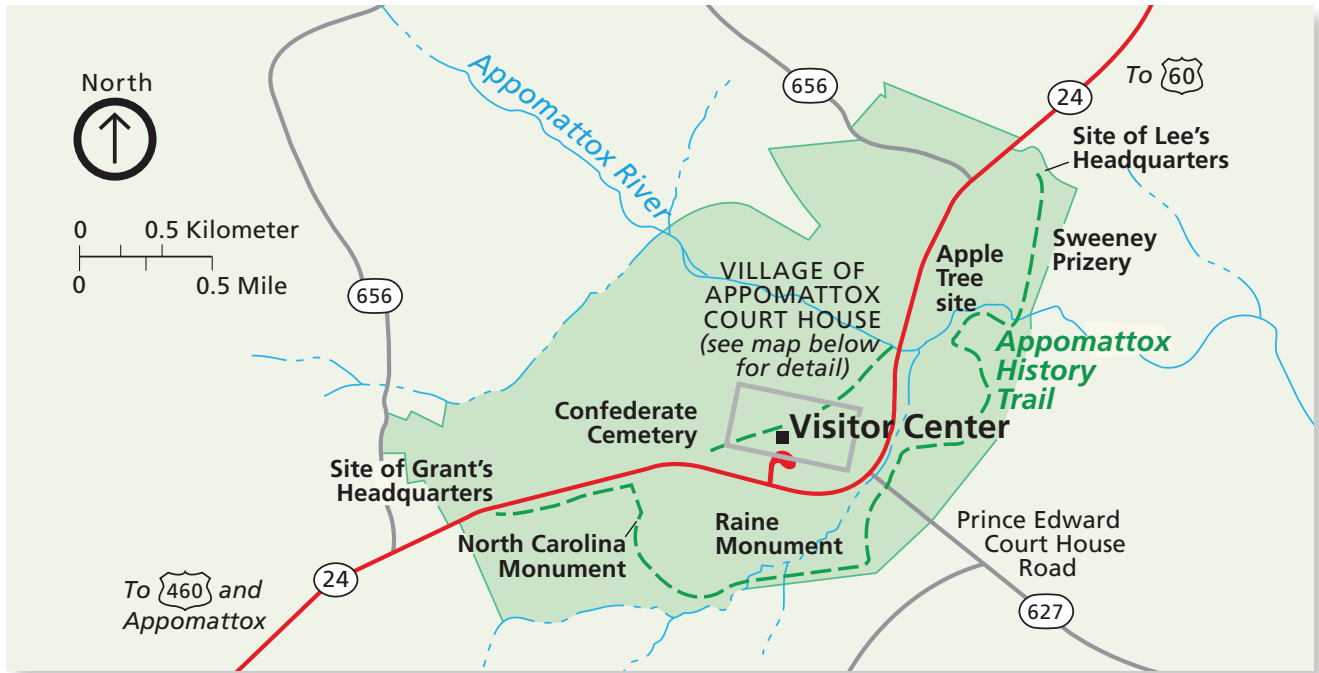 North
0 0.5 Kilometer
0 0.5 Mile
Appomattox River
656
24
To 60
Site of Lee's
Headquarters
656
Sweeney
Prizery
Apple
Tree
site
VILLAGE OF
APPOMATTOX
COURT HOUSE
(see map below
for detail)
Appomattox
History
Trail
Confederate
Cemetery
Visitor Center
Site of Grant's
Headquarters
North Carolina
Monument
Raine
Monument
Prince Edward
Court House
Road
627
24
To 460 and
Appomattox